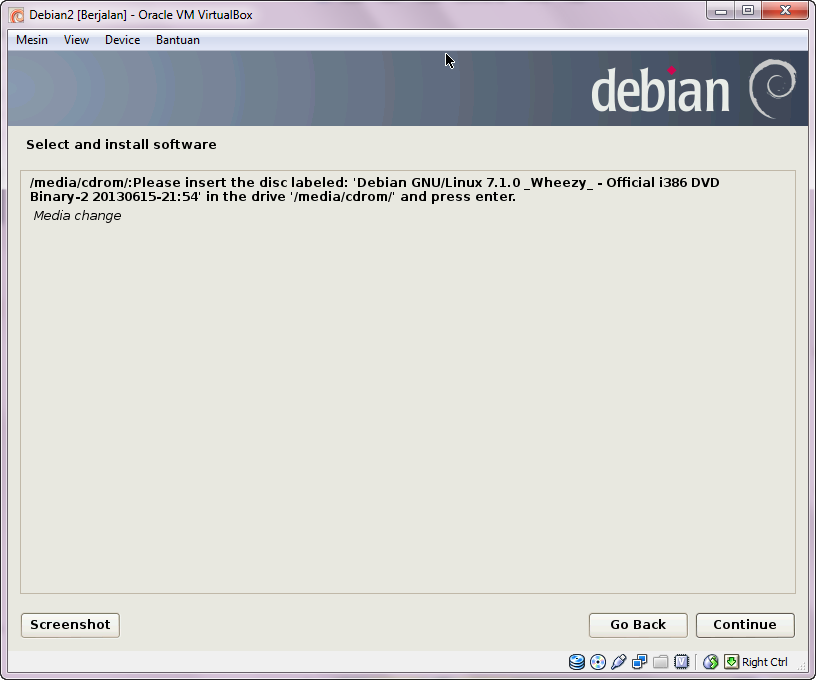 Debian2 [Berjalan] - Oracle VM VirtualBox
Mesin View Device Bantuan
debian
Select and install software
/media/cdrom/:Please insert the disc labeled: 'Debian GNU/Linux 7.1.0 _Wheezy_ - Official i386 DVD
Binary-2 20130615-21:54' in the drive '/media/cdrom/' and press enter.
Media change
Screenshot Go Back Continue
Right Ctrl